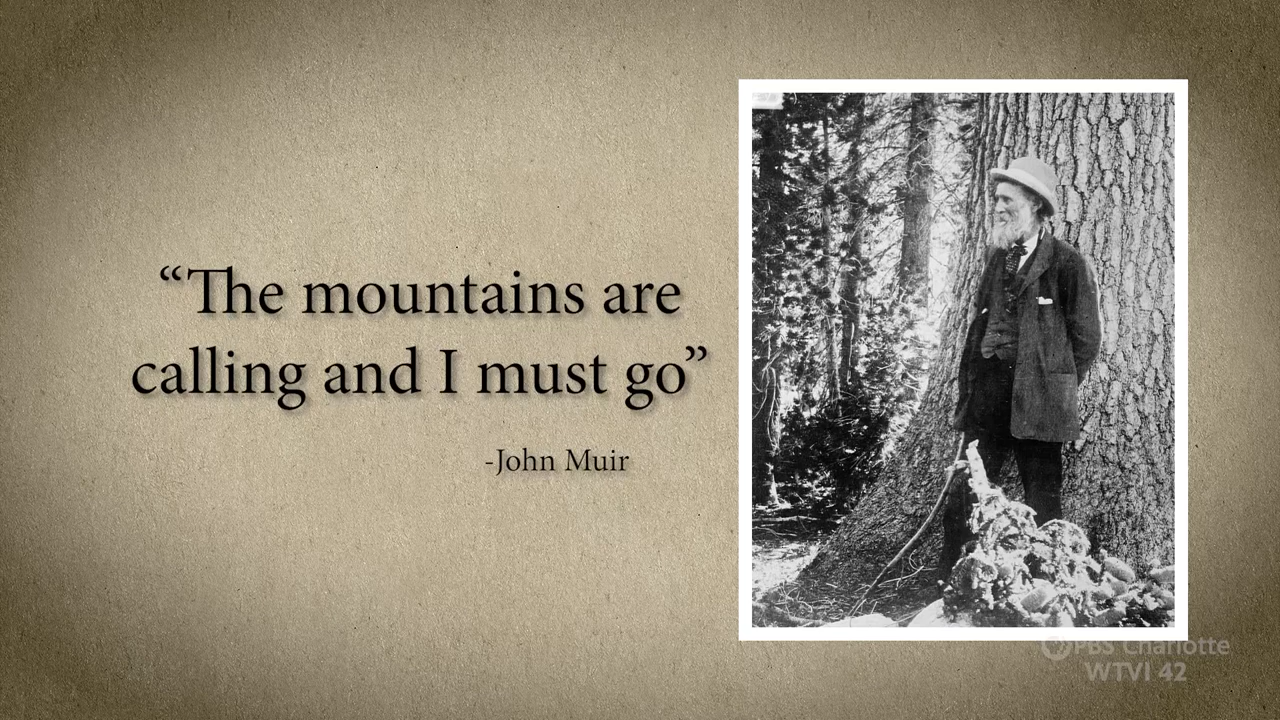 “The mountains are
calling and I must go”
-John Muir
PBS Charlotte
WTVI 42